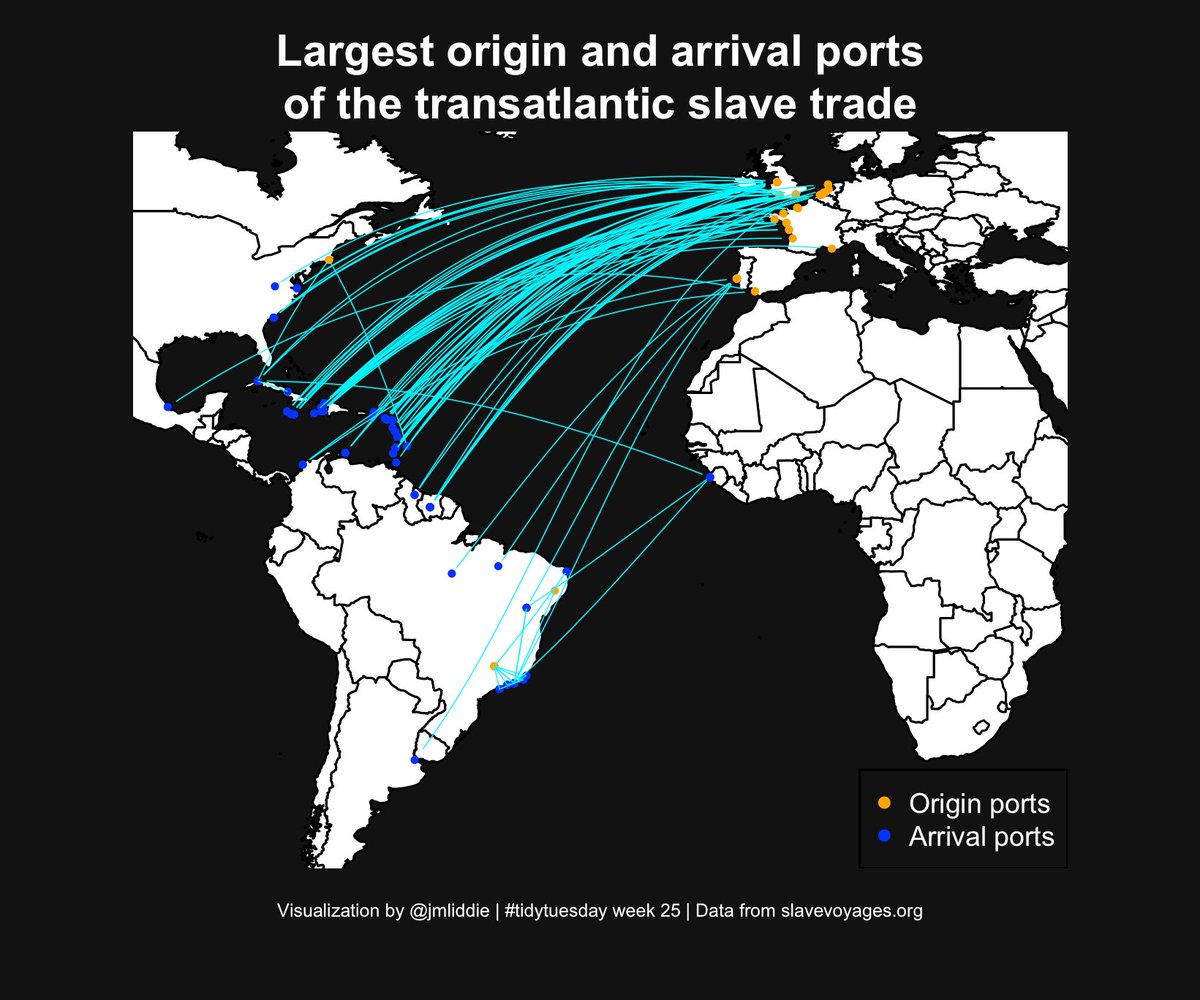 Largest origin and arrival ports
of the transatlantic slave trade
Origin ports
Arrival ports
Visualization by @jmliddie | #tidytuesday week 25 | Data from slavevoyages.org